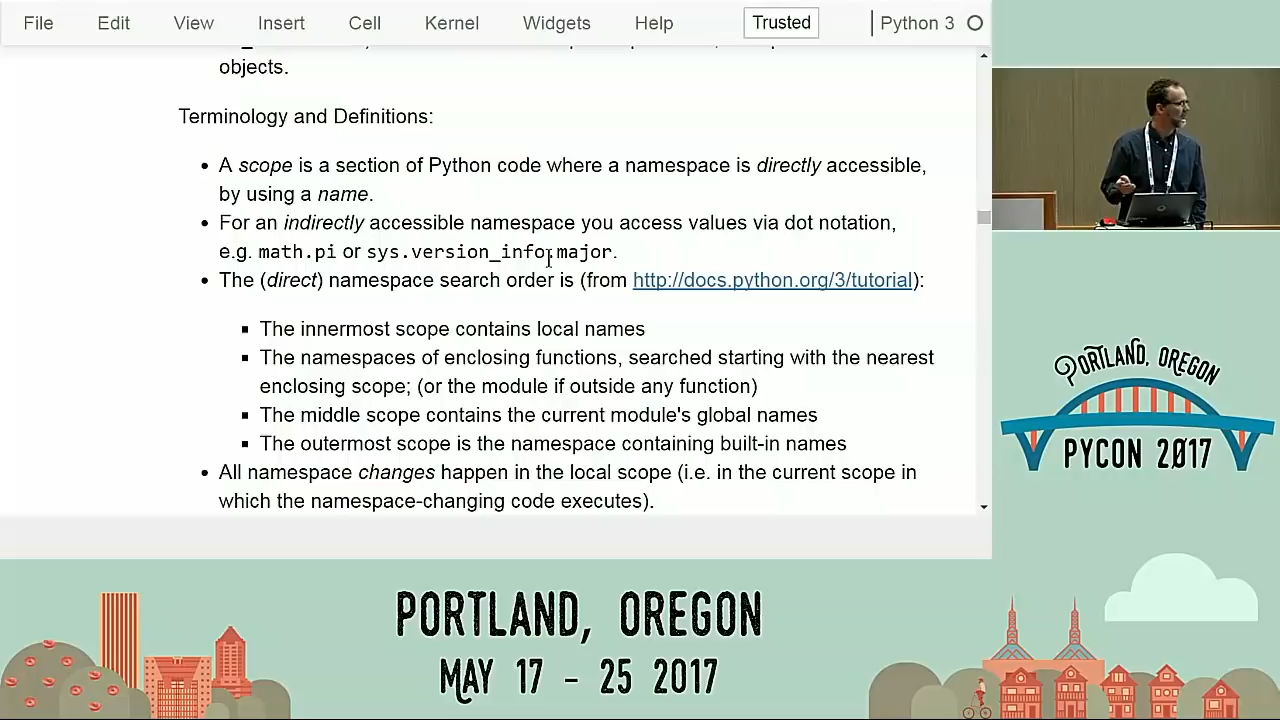 File Edit View Insert Cell Kernel Widgets Help Trusted Python 3
objects.
Terminology and Definitions:
• A scope is a section of Python code where a namespace is directly accessible,
by using a name.
• For an indirectly accessible namespace you access values via dot notation,
e.g. math.pi or sys.version_info.major.
• The (direct) namespace search order is (from http://docs.python.org/3/tutorial):
▪ The innermost scope contains local names
▪ The namespaces of enclosing functions, searched starting with the nearest
enclosing scope; (or the module if outside any function)
▪ The middle scope contains the current module's global names
▪ The outermost scope is the namespace containing built-in names
• All namespace changes happen in the local scope (i.e. in the current scope in
which the namespace-changing code executes).
PORTLAND, OREGON
PYCON 2017
PORTLAND, OREGON
MAY 17 - 25 2017